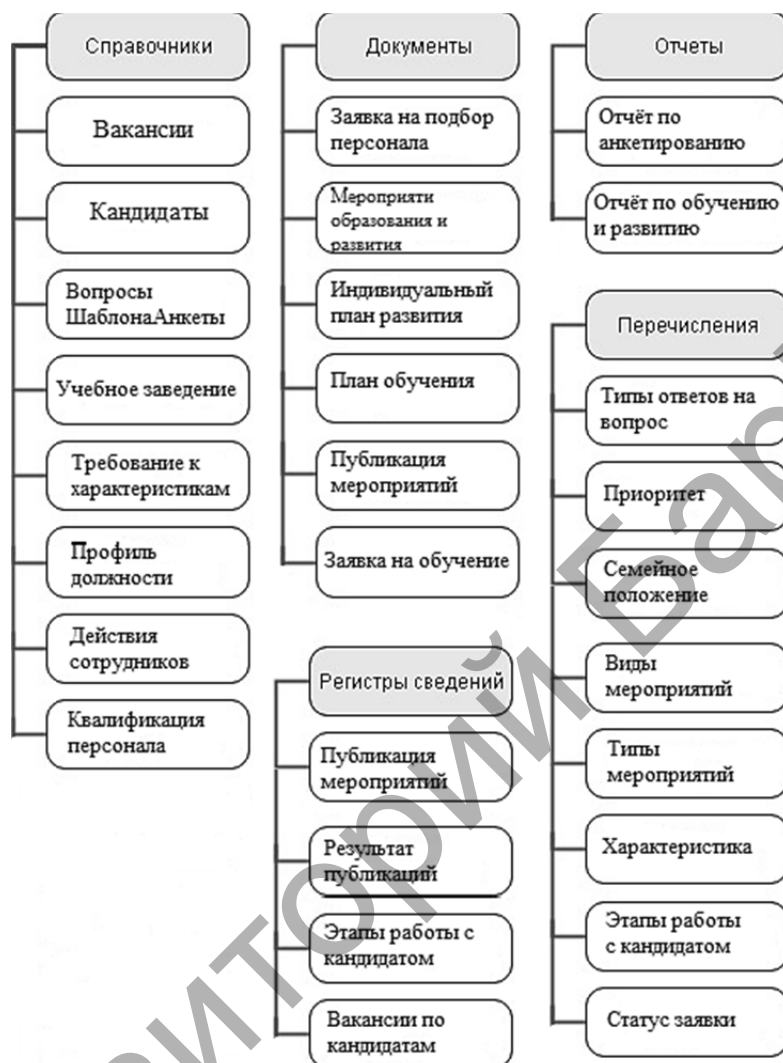 Справочники
Вакансии
Кандидаты
Вопросы
ШаблонаАнкеты
Учебное заведение
Требование к
характеристикам
Профиль
должности
Действия
сотрудников
Квалификация
персонала
Документы
Заявка на подбор
персонала
Мероприяти
образования и
развития
Индивидуальный
план развития
План обучения
Публикация
мероприятий
Заявка на обучение
Регистры сведений
Публикация
мероприятий
Результат
публикаций
Этапы работы с
кандидатом
Вакансии по
кандидатам
Отчеты
Отчёт по
анкетированию
Отчёт по обучению
и развитию
Перечисления
Типы ответов на
вопрос
Приоритет
Семейное
положение
Виды
мероприятий
Типы
мероприятий
Характеристика
Этапы работы
с кандидатом
Статус заявки